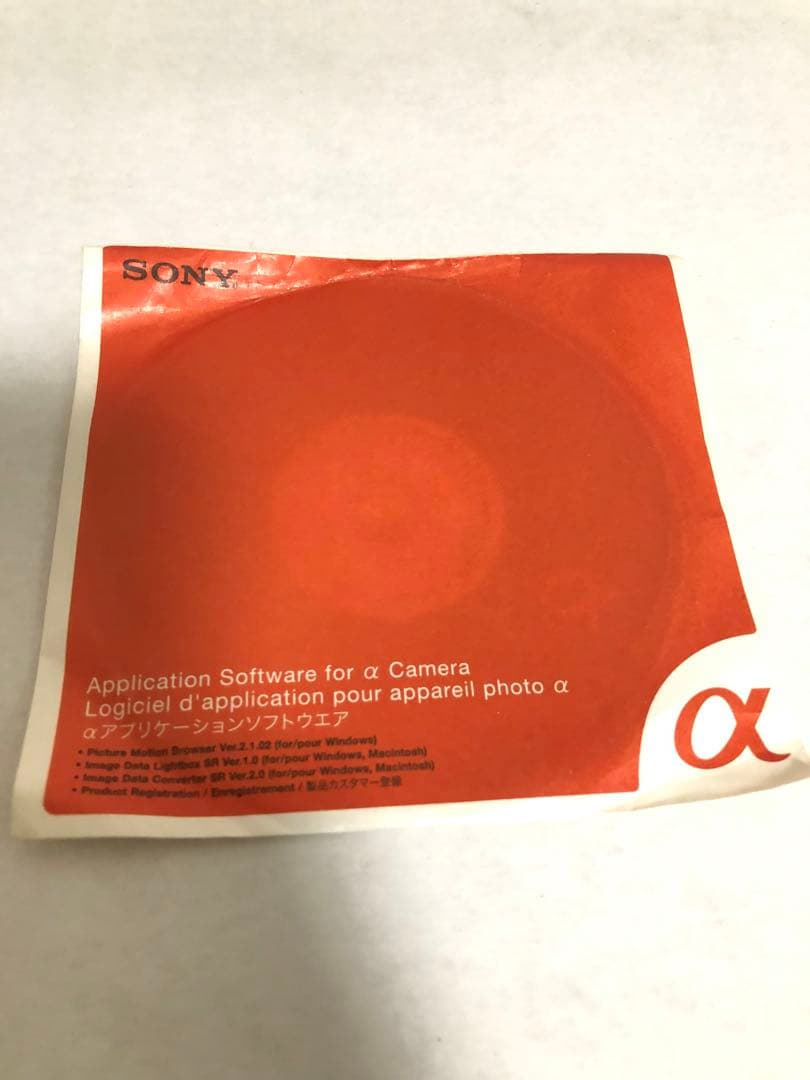 SONY
Application Software for α Camera
Logiciel d'application pour appareil photo α
αアプリケーションソフトウエア
• Picture Motion Browser Ver.2.1.02 (for/pour Windows)
• Image Data Lightbox SR Ver.1.0 (for/pour Windows, Macintosh)
• Image Data Converter SR Ver.2.0 (for/pour Windows, Macintosh)
• Product Registration / Enregistrement / 製品カスタマー登録
α